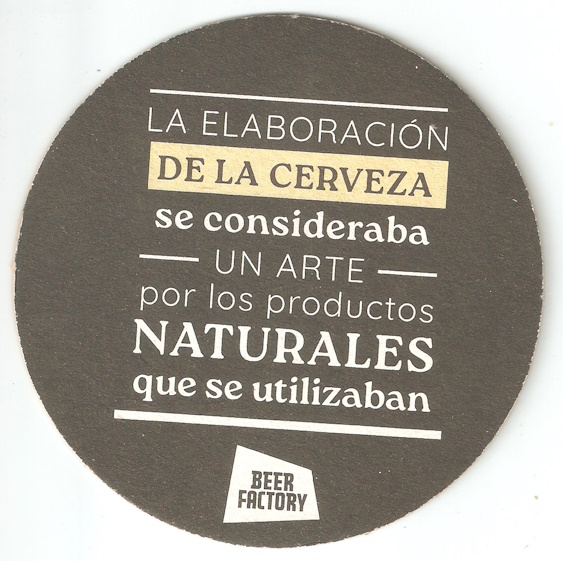 LA ELABORACIÓN
DE LA CERVEZA
se consideraba
UN ARTE
por los productos
NATURALES
que se utilizaban
BEER
FACTORY